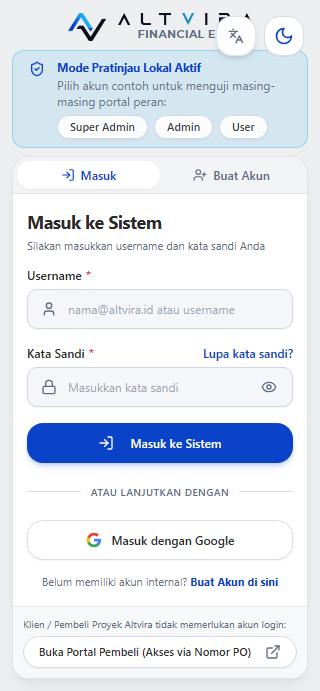 ALTVIRA
FINANCIAL E
Mode Pratinjau Lokal Aktif
Pilih akun contoh untuk menguji masing-
masing portal peran:
Super Admin
Admin
User
Masuk
Buat Akun
Masuk ke Sistem
Silakan masukkan username dan kata sandi Anda
Username *
nama@altvira.id atau username
Kata Sandi *
Lupa kata sandi?
Masukkan kata sandi
Masuk ke Sistem
ATAU LANJUTKAN DENGAN
Masuk dengan Google
Belum memiliki akun internal? Buat Akun di sini
Klien / Pembeli Proyek Altvira tidak memerlukan akun login:
Buka Portal Pembeli (Akses via Nomor PO)